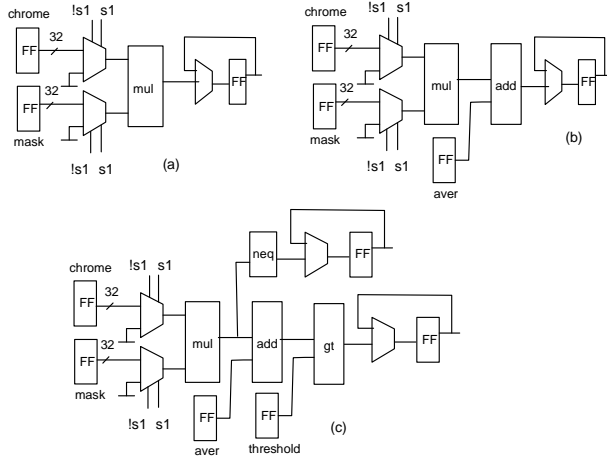 !s1 s1
chrome
FF
32
FF
32
mask
mul
FF
!s1 s1
(a)
!s1 s1
chrome
FF
32
FF
32
mask
mul
add
FF
FF
aver
!s1 s1
(b)
neq
FF
chrome
!s1 s1
FF
32
FF
32
mask
mul
add
gt
FF
!s1 s1
FF
aver
FF
threshold
(c)